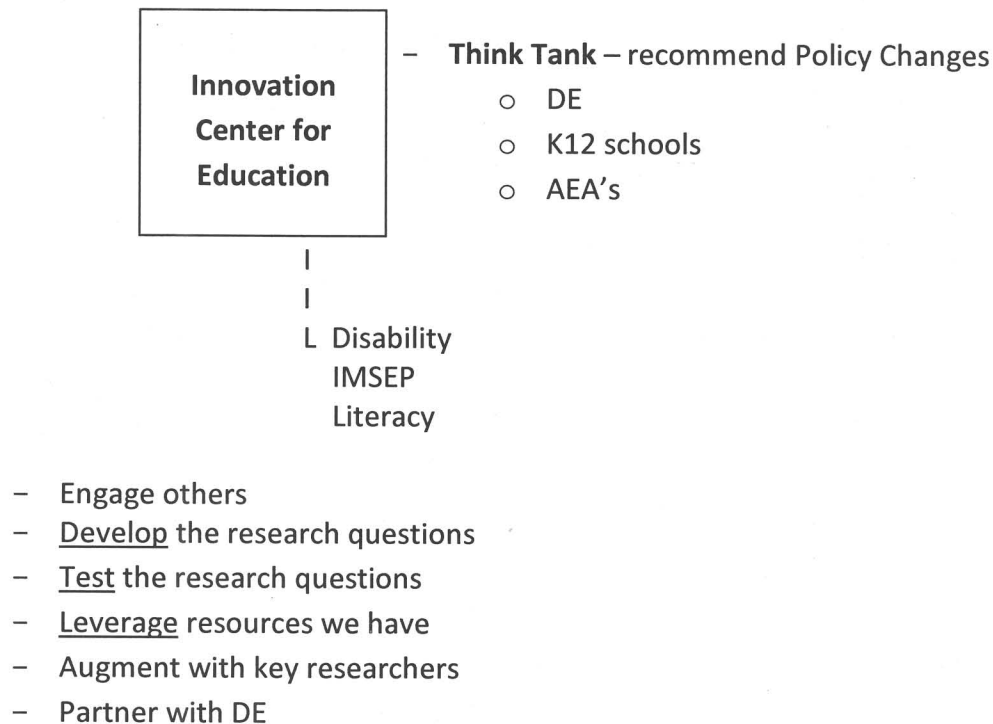 Innovation
Center for
Education
– Think Tank – recommend Policy Changes
o DE
o K12 schools
o AEA’s
I
I
L Disability
IMSEP
Literacy
– Engage others
– Develop the research questions
– Test the research questions
– Leverage resources we have
– Augment with key researchers
– Partner with DE